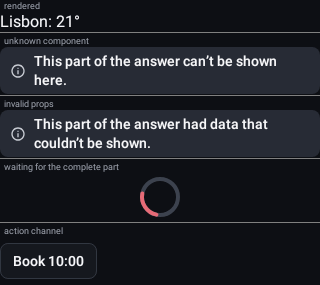 rendered
Lisbon: 21°
unknown component
This part of the answer can’t be shown
here.
invalid props
This part of the answer had data that
couldn’t be shown.
waiting for the complete part
action channel
Book 10:00